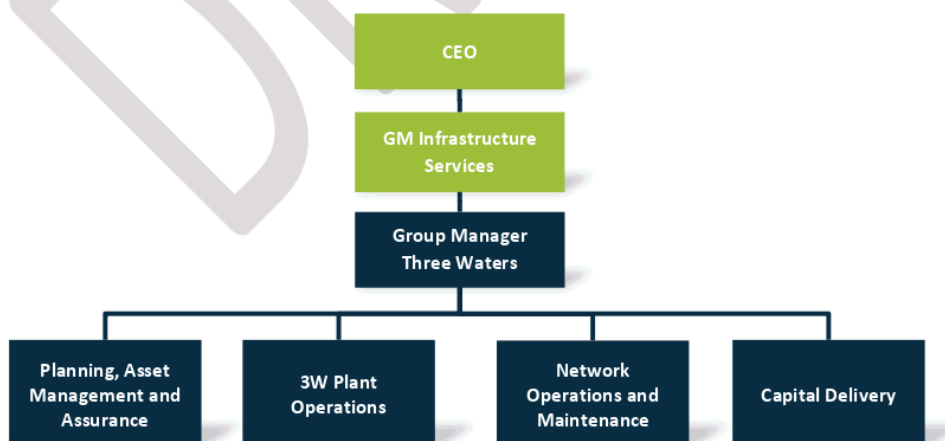 CEO
GM Infrastructure
Services
Group Manager
Three Waters
Planning, Asset
Management and
Assurance
3W Plant
Operations
Network
Operations and
Maintenance
Capital Delivery